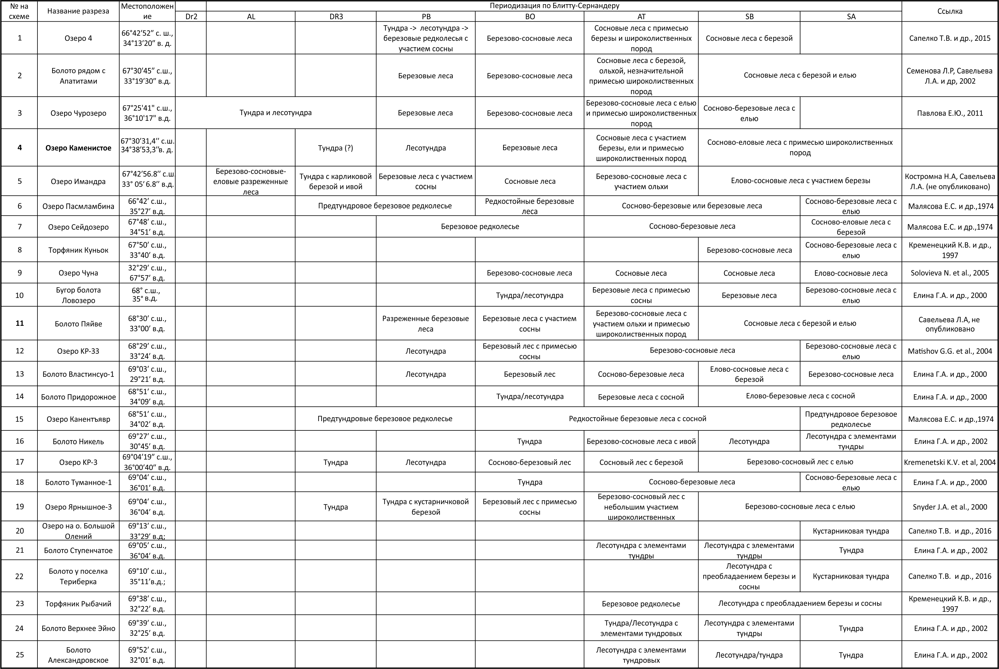 № на схеме
Название разреза
Местоположен
ие
Периодизация по Блитту-Сернандеру
Ссылка
Dr2 AL DR3 PB BO AT SB SA
1
Озеро 4
66°42′52″ с. ш.,
34°13′20″ в. д.
Тундра -> лесотундра ->
березовые редколесья с
участием сосны
Березово-сосновые леса
Сосновые леса с примесью
березы и широколиственных
пород
Сосновые леса с березой
Сапелко Т.В. и др., 2015
2
Болото рядом с
Апатитами
67°30′45″ с.ш.,
33°19′30″ в.д.
Березовые леса
Березово-сосновые леса
Сосновые леса с березой,
ольхой, незначительной
примесью широколиственных
пород
Сосновые леса с березой и елью
Семенова Л.Р, Савельева
Л.А. и др, 2002
3
Озеро Чурозеро
67°25'41" с.ш.,
36°10'17" в.д.
Тундра и лесотундра
Березовые леса
Березово-сосновые леса
Березово-сосновые леса с елью
и примесью широколиственных
пород
Сосново-березовые леса с
елью
Павлова Е.Ю., 2011
4
Озеро Каменистое
67°30′31,4′′ с.ш.
34°38′53,3′′в. д.
Тундра (?)
Лесотундра
Березовые леса
Сосновые леса с участием
березы, ели и примесью
широколиственных пород
Сосново-еловые леса с примесью широколиственных
пород
5
Озеро Имандра
67°42′56.8′′ с.ш.
33° 05′ 6.8′′ в.д.
Березово-сосновые-
еловые разреженные
леса
Тундра с карликовой
березой и ивой
Березовые леса с участием
сосны
Сосновые леса
Березово-сосновые леса с
участием ольхи
Елово-сосновые леса с участием березы
Костромна Н.А, Савельева
Л.А. (не опубликовано)
6
Озеро Пасмламбина
66°42′ с.ш.,
35°27′ в.д.
Предтундровое березовое редколесье
Редкостойные березовые
леса
Сосново-березовые или березовые леса
Сосново-березовые леса с
елью
Малясова Е.С. и др.,1974
7
Озеро Сейдозеро
67°48′ с.ш.,
34°51′ в.д.
Березовое редколесье
Сосново-березовые леса
Сосново-еловые леса с
березой
Малясова Е.С. и др.,1974
8
Торфяник Куньок
67°50′ с.ш.,
33°40′ в.д.
Березово-сосновые леса
Сосново-березовые леса с
елью
Кременецкий К.В. и др.,
1997
9
Озеро Чуна
32°29′ с.ш.,
67°57′ в.д.
Березово-сосновые леса
Сосновые леса
Сосновые леса
Елово-сосновые леса
Solovieva N. et al., 2005
10
Бугор болота
Ловозеро
68° с.ш.,
35° в.д.
Тундра/лесотундра
Березовые леса с примесью
сосны
Березовые леса
Березово-сосновые леса с
елью
Елина Г.А. и др., 2000
11
Болото Пяйве
68°30′ с.ш.,
33°00′ в.д.
Разреженные березовые
леса
Березовые леса с участием
сосны
Березово-сосновые леса с
участием ольхи и примесью
широколиственных пород
Сосновые леса с березой и елью
Савельева Л.А, не
опубликовано
12
Озеро КР-33
68°29′ с.ш.,
33°24′ в.д.
Лесотундра
Березовый лес с примесью
сосны
Березово-сосновые леса
Березово-сосновые леса с
елью
Matishov G.G. et al., 2004
13
Болото Властинсуо-1
69°03′ с.ш.,
29°21′ в.д.
Лесотундра
Березовый лес
Сосново-березовые леса
Елово-сосновые леса с
березой
Березово-сосновые леса
Елина Г.А. и др., 2000
14
Болото Придорожное
68°51′ с.ш.,
34°09′ в.д.
Тундра/лесотундра
Березовые леса с сосной
Елово-березовые леса с сосной
Елина Г.А. и др., 2000
15
Озеро Канентъявр
68°51′ с.ш.,
34°02′ в.д.
Предтундровые березовое редколесье
Редкостойные березовые леса с сосной
Предтундровое березовое
редколесье
Малясова Е.С. и др.,1974
16
Болото Никель
69°27′ с.ш.,
30°45′ в.д.
Тундра
Березово-сосновые леса с ивой
Лесотундра
Лесотундра с элементами
тундры
Елина Г.А. и др., 2002
17
Озеро КР-3
69°04′19″ с.ш.,
36°00′40″ в.д.
Тундра
Лесотундра
Сосново-березовый лес
Сосновый лес с березой
Березово-сосновый лес с елью
Kremenetski K.V. et al, 2004
18
Болото Туманное-1
69°04′ с.ш.,
36°01′ в.д.
Тундра
Сосново-березовые леса
Сосново-березовые леса с
елью
Елина Г.А. и др., 2000
19
Озеро Ярнышное-3
69°04′ с.ш.,
36°04′ в.д.
Тундра
Тундра с кустарничковой
березой
Березовый лес с примесью
сосны
Березово-сосновый лес с
небольшим участием
широколиственных
Березово-сосновые леса с елью
Snyder J.A. et al., 2000
20
Озеро на о. Большой
Олений
69°13′ с.ш.,
33°29′ в.д;
Кустарниковая тундра
Сапелко Т.В. и др., 2016
21
Болото Ступенчатое
69°05′ с.ш.,
36°04′ в.д.
Лесотундра с элементами
тундры
Лесотундра с элементами
тундры
Тундра
Елина Г.А. и др., 2002
22
Болото у поселка
Териберка
69°10′ с.ш.,
35°11′в.д.;
Лесотундра с
преобладаением березы и
сосны
Кустарниковая тундра
Сапелко Т.В. и др., 2016
23
Торфяник Рыбачий
69°38′ с.ш.,
32°22′ в.д.
Березовое редколесье
Лесотундра с преобладаением березы и сосны
Кременецкий К.В. и др.,
1997
24
Болото Верхнее Эйно
69°39′ с.ш.,
32°25′ в.д.
Тундра/Лесотундра с
элементами тундровых
Лесотундра с элементами
тундры
Тундра
Елина Г.А. и др., 2002
25
Болото
Александровское
69°52′ с.ш.,
32°01′ в.д.
Лесотундра с элементами
тундровых
Лесотундра/тундра
Тундра
Елина Г.А. и др., 2002